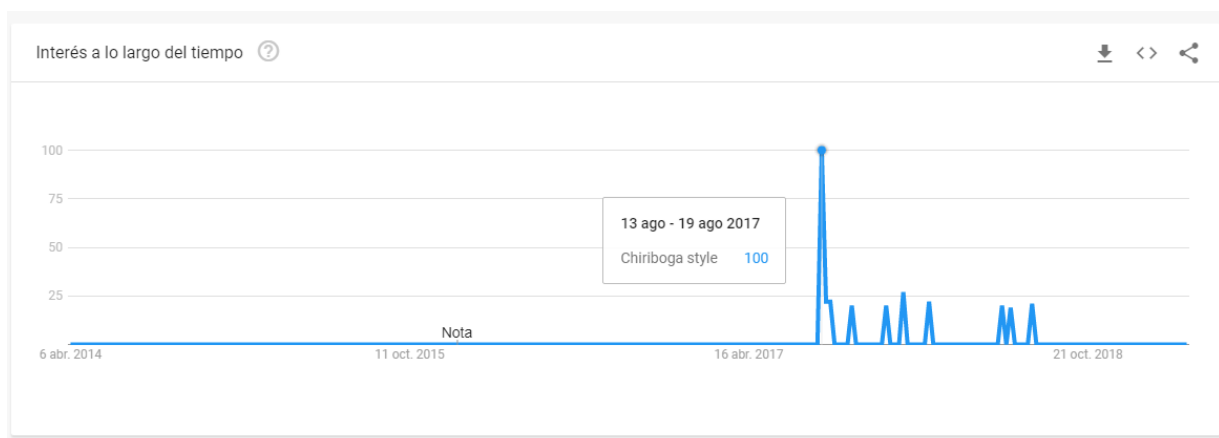 Interés a lo largo del tiempo ?
100
75
50
25
13 ago - 19 ago 2017
Chiriboga style 100
Nota
6 abr. 2014 11 oct. 2015 16 abr. 2017 21 oct. 2018